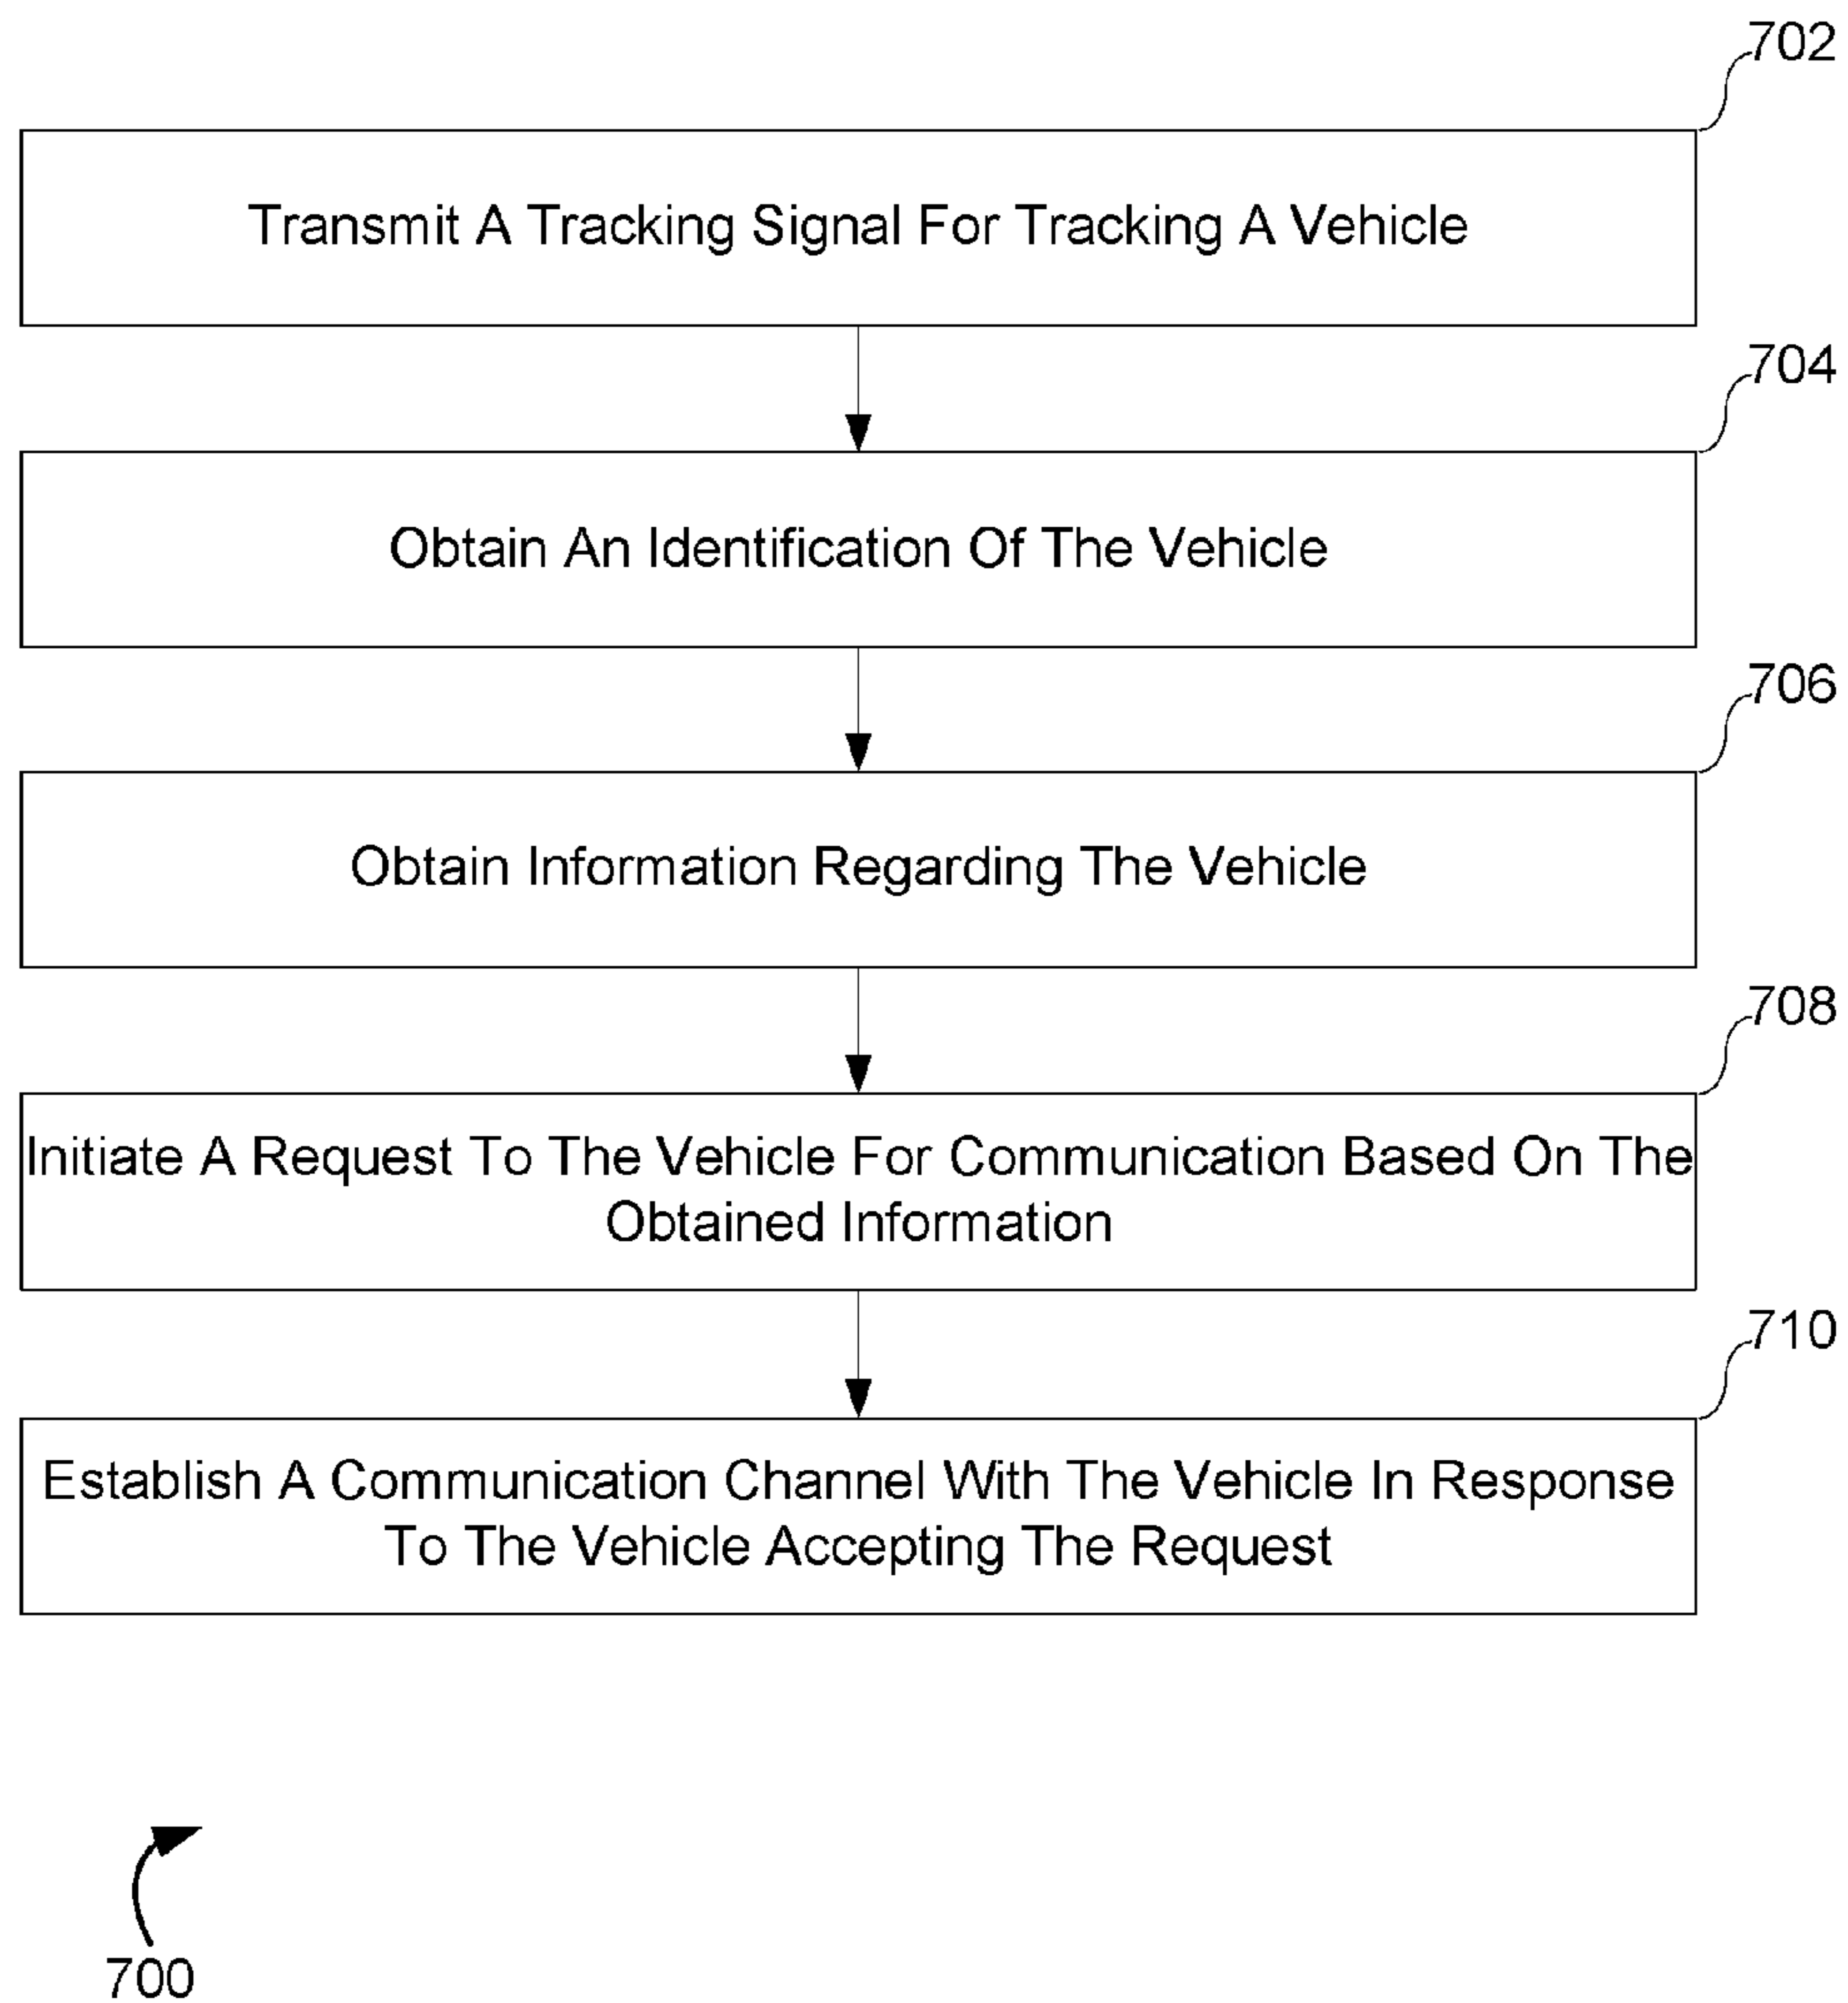 702
Transmit A Tracking Signal For Tracking A Vehicle
704
Obtain An Identification Of The Vehicle
706
Obtain Information Regarding The Vehicle
708
Initiate A Request To The Vehicle For Communication Based On The
Obtained Information
710
Establish A Communication Channel With The Vehicle In Response
To The Vehicle Accepting The Request
700